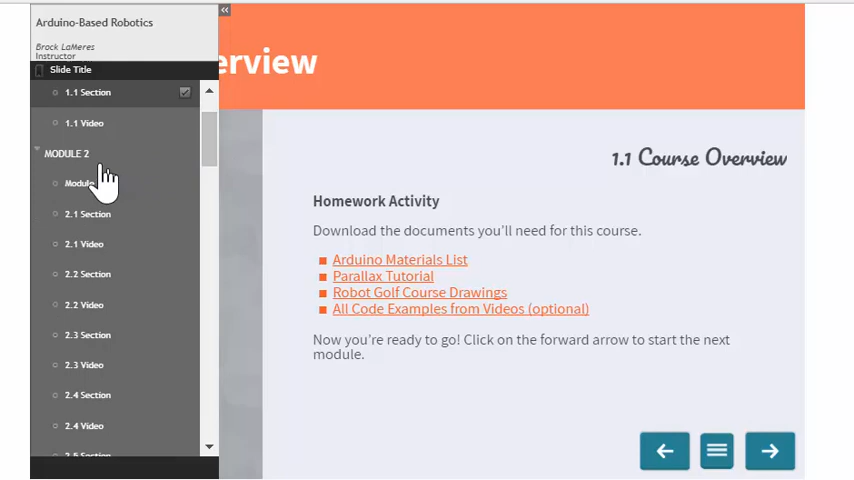 Arduino-Based Robotics
Brock LaMeres
Instructor
Slide Title
1.1 Section
1.1 Video
MODULE 2
2.1 Section
2.1 Video
2.2 Section
2.2 Video
2.3 Section
2.3 Video
2.4 Section
2.4 Video
2.5 Section
1.1 Course Overview
Homework Activity
Download the documents you'll need for this course.
Arduino Materials List
Parallax Tutorial
Robot Golf Course Drawings
All Code Examples from Videos (optional)
Now you're ready to go! Click on the forward arrow to start the next
module.